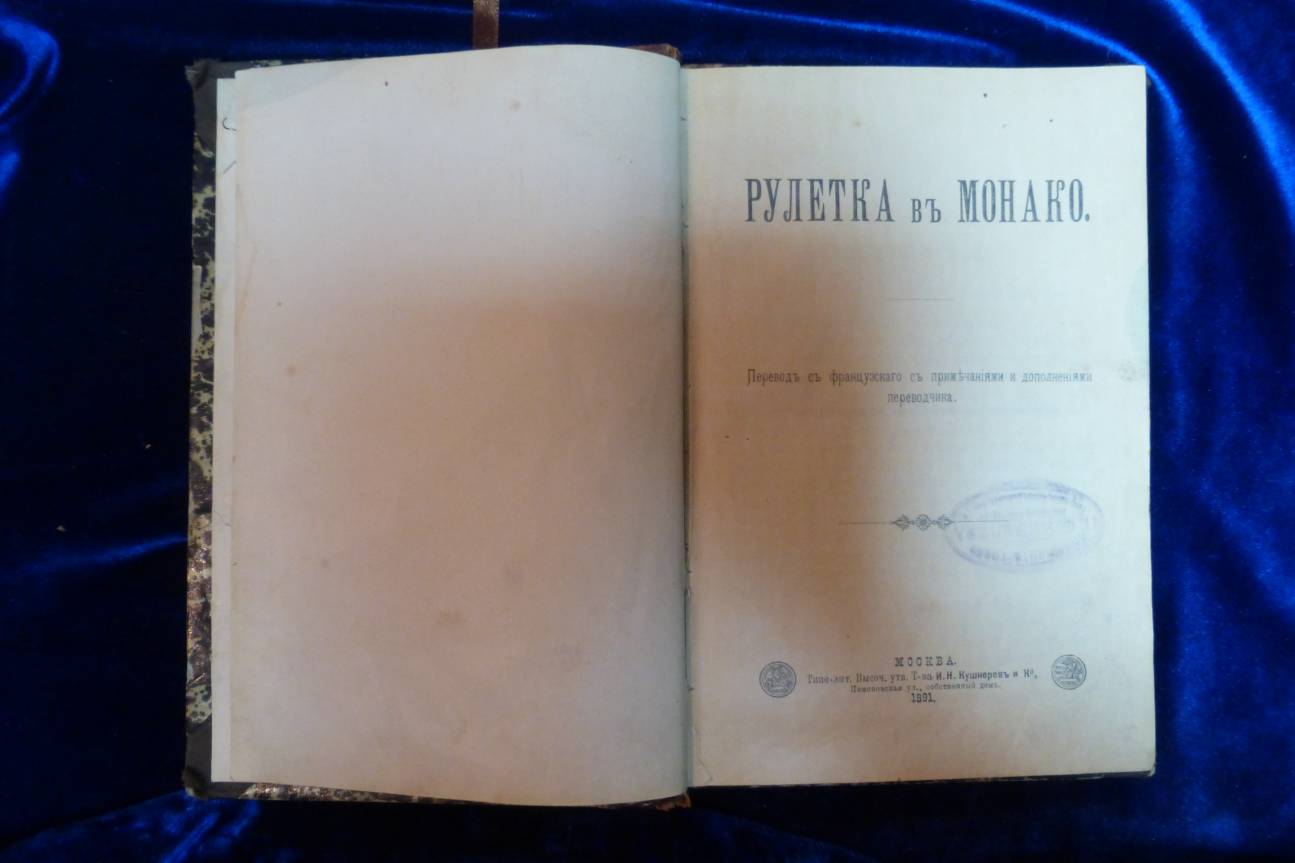 РУЛЕТКА въ МОНАКО.
Переводъ съ французскаго съ примѣчаніями и дополненіями
переводчика.
МОСКВА.
Типо-лит. Высоч. утв. Т-ва И. Н. Кушнеревъ и Кº,
Пименовская ул., собственный домъ.
1891.